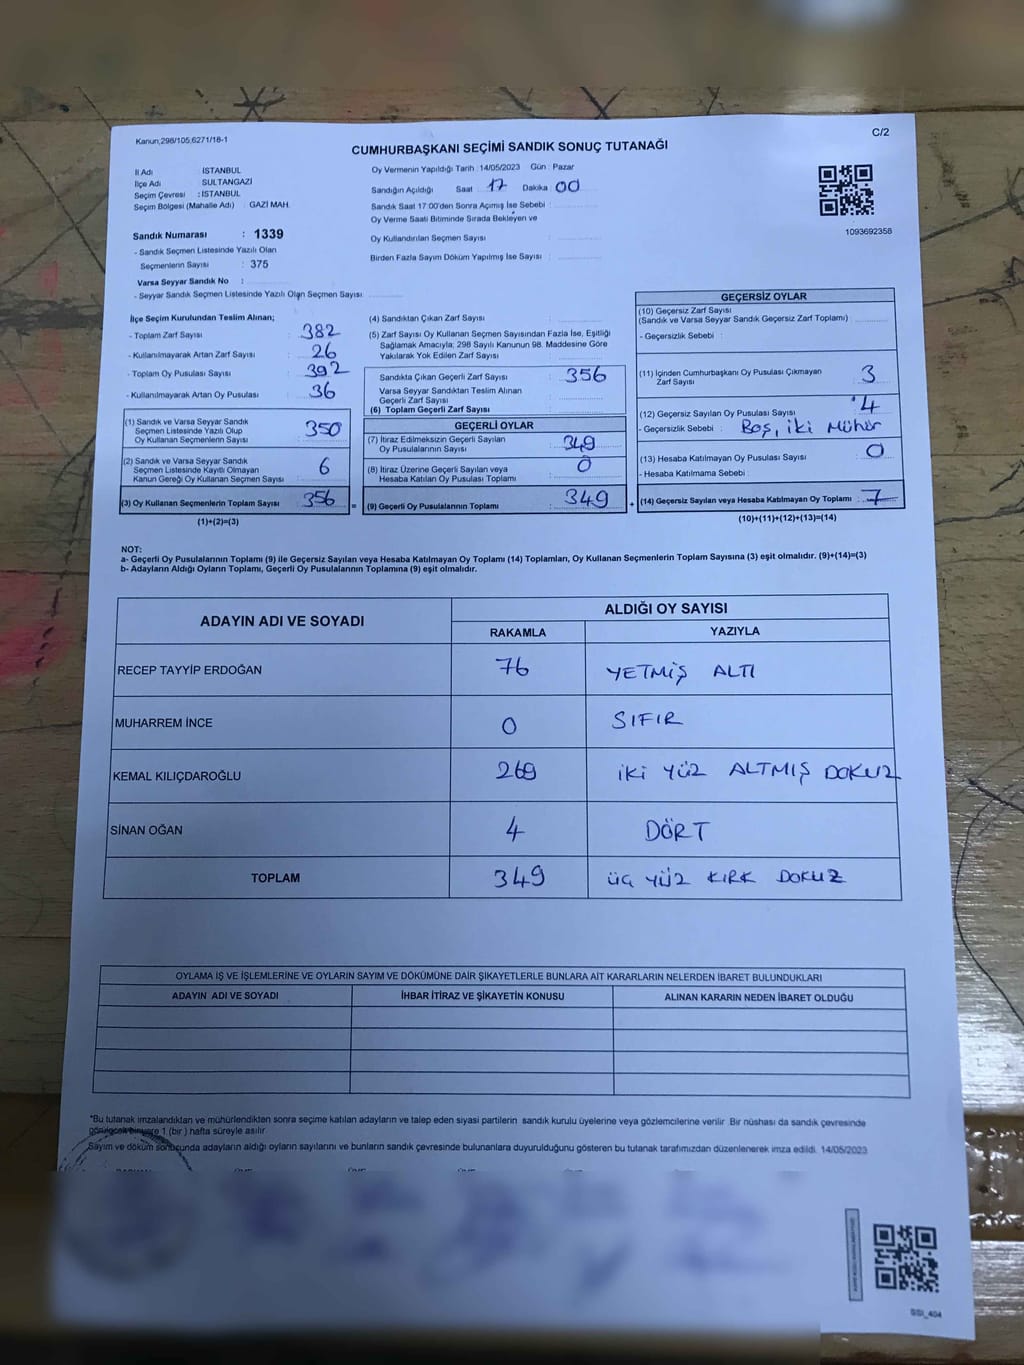 Kanun,298/105,6271/18-1
C/2
CUMHURBAŞKANI SEÇİMİ SANDIK SONUÇ TUTANAĞI
İl Adı : İSTANBUL
İlçe Adı : SULTANGAZİ
Seçim Çevresi : İSTANBUL
Seçim Bölgesi (Mahalle Adı) : GAZİ MAH.
Sandık Numarası : 1339
- Sandık Seçmen Listesinde Yazılı Olan
Seçmenlerin Sayısı : 375
Varsa Seyyar Sandık No :
- Seyyar Sandık Seçmen Listesinde Yazılı Olan Seçmen Sayısı
Oy Vermenin Yapıldığı Tarih : 14/05/2023 Gün : Pazar
Sandığın Açıldığı Saat 17 Dakika 00
Sandık Saat 17:00'den Sonra Açımış İse Sebebi :
Oy Verme Saati Bitiminde Sırada Bekleyen ve
Oy Kullandırılan Seçmen Sayısı :
Birden Fazla Sayım Döküm Yapılmış İse Sayısı :
1093692358
İlçe Seçim Kurulundan Teslim Alınan;
- Toplam Zarf Sayısı : 382
- Kullanılmayarak Artan Zarf Sayısı : 26
- Toplam Oy Pusulası Sayısı : 392
- Kullanılmayarak Artan Oy Pusulası : 36
(1) Sandık ve Varsa Seyyar Sandık
Seçmen Listesinde Yazılı Olup
Oy Kullanan Seçmenlerin Sayısı : 350
(2) Sandık ve Varsa Seyyar Sandık
Seçmen Listesinde Kayıtlı Olmayan
Kanun Gereği Oy Kullanan Seçmen Sayısı : 6
(3) Oy Kullanan Seçmenlerin Toplam Sayısı : 356
(1)+(2)=(3)
(4) Sandıktan Çıkan Zarf Sayısı :
(5) Zarf Sayısı Oy Kullanan Seçmen Sayısından Fazla İse, Eşitliği
Sağlamak Amacıyla; 298 Sayılı Kanunun 98. Maddesine Göre
Yakılarak Yok Edilen Zarf Sayısı :
Sandıkta Çıkan Geçerli Zarf Sayısı : 356
Varsa Seyyar Sandıktan Teslim Alınan
Geçerli Zarf Sayısı :
(6) Toplam Geçerli Zarf Sayısı :
GEÇERLİ OYLAR
(7) İtiraz Edilmeksizin Geçerli Sayılan
Oy Pusulalarının Sayısı : 349
(8) İtiraz Üzerine Geçerli Sayılan veya
Hesaba Katılan Oy Pusulası Toplamı : 0
= (9) Geçerli Oy Pusulalarının Toplamı : 349
GEÇERSİZ OYLAR
(10) Geçersiz Zarf Sayısı
(Sandık ve Varsa Seyyar Sandık Geçersiz Zarf Toplamı) :
- Geçersizlik Sebebi :
(11) İçinden Cumhurbaşkanı Oy Pusulası Çıkmayan
Zarf Sayısı : 3
(12) Geçersiz Sayılan Oy Pusulası Sayısı : 4
- Geçersizlik Sebebi : Boş, iki Mühür
(13) Hesaba Katılmayan Oy Pusulası Sayısı : 0
- Hesaba Katılmama Sebebi :
+ (14) Geçersiz Sayılan veya Hesaba Katılmayan Oy Toplamı : 7
(10)+(11)+(12)+(13)=(14)
NOT:
a- Geçerli Oy Pusulalarının Toplamı (9) ile Geçersiz Sayılan veya Hesaba Katılmayan Oy Toplamı (14) Toplamları, Oy Kullanan Seçmenlerin Toplam Sayısına (3) eşit olmalıdır. (9)+(14)=(3)
b- Adayların Aldığı Oyların Toplamı, Geçerli Oy Pusulalarının Toplamına (9) eşit olmalıdır.
ADAYIN ADI VE SOYADI
ALDIĞI OY SAYISI
RAKAMLA YAZIYLA
RECEP TAYYİP ERDOĞAN 76 YETMİŞ ALTI
MUHARREM İNCE 0 SIFIR
KEMAL KILIÇDAROĞLU 269 İKİ YÜZ ALTMIŞ DOKUZ
SİNAN OĞAN 4 DÖRT
TOPLAM 349 ÜÇ YÜZ KIRK DOKUZ
OYLAMA İŞ VE İŞLEMLERİNE VE OYLARIN SAYIM VE DÖKÜMÜNE DAİR ŞİKAYETLERLE BUNLARA AİT KARARLARIN NELERDEN İBARET BULUNDUKLARI
ADAYIN ADI VE SOYADI İHBAR İTİRAZ VE ŞİKAYETİN KONUSU ALINAN KARARIN NEDEN İBARET OLDUĞU
*Bu tutanak imzalandıktan ve mühürlendikten sonra seçime katılan adayların ve talep eden siyasi partilerin sandık kurulu üyelerine veya gözlemcilerine verilir. Bir nüshası da sandık çevresinde
1 (bir ) hafta süreyle asılır.
Sayım ve döküm sonucunda adayların aldığı oyların sayılarını ve bunların sandık çevresinde bulunanlara duyurulduğunu gösteren bu tutanak tarafımızdan düzenlenerek imza edildi. 14/05/2023
SSI_404